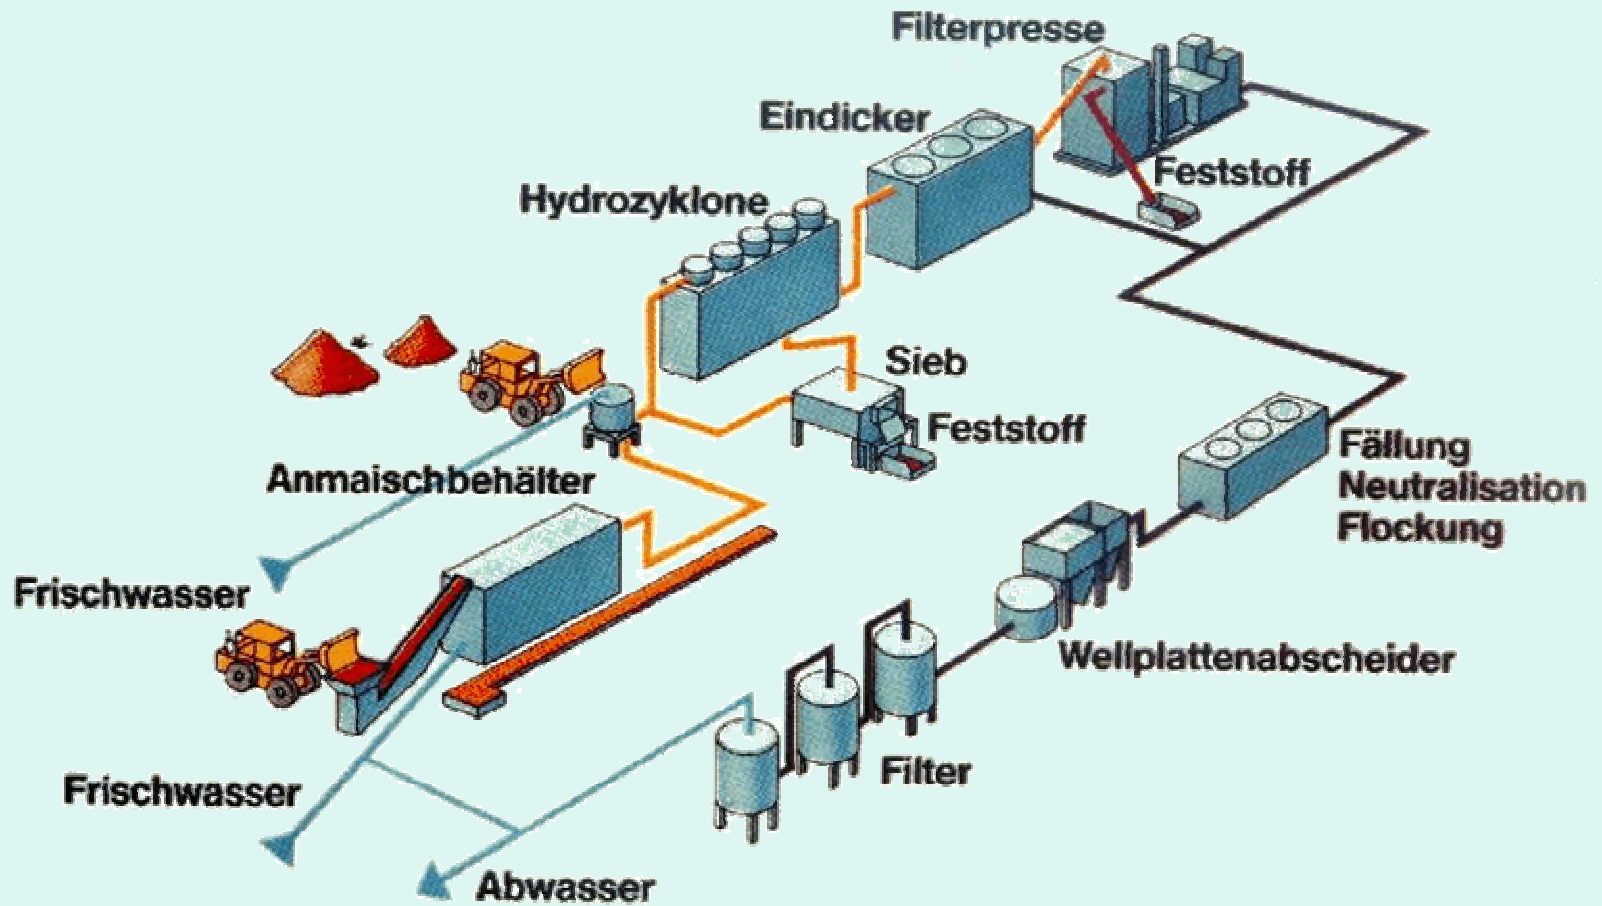 Filterpresse
Eindicker
Feststoff
Hydrozyklone
Sieb
Feststoff
Anmaischbehälter
Fällung
Neutralisation
Flockung
Frischwasser
Wellplattenabscheider
Filter
Frischwasser
Abwasser